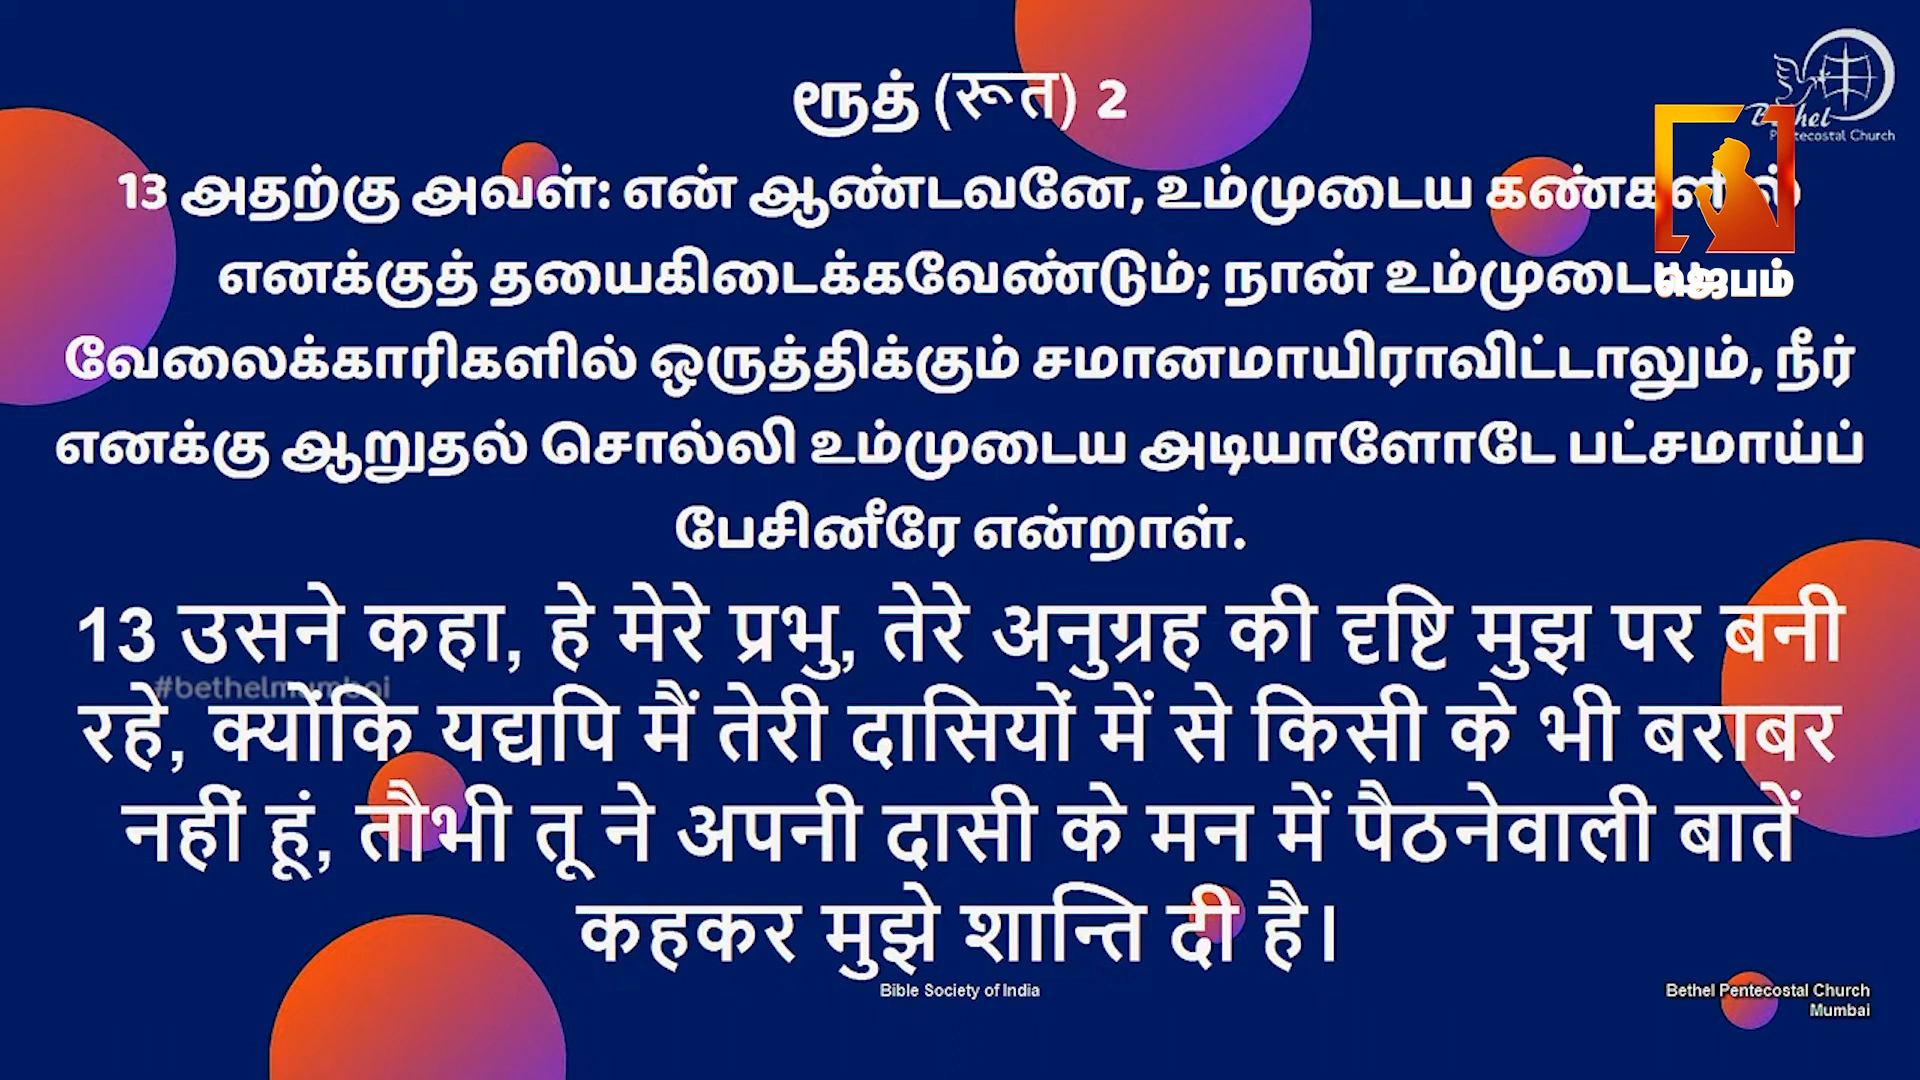 ரூத் (रूत) 2
13 அதற்கு அவள்: என் ஆண்டவனே, உம்முடைய கண்களில்
எனக்குத் தயைகிடைக்கவேண்டும்; நான் உம்முடைய
வேலைக்காரிகளில் ஒருத்திக்கும் சமானமாயிராவிட்டாலும், நீர்
எனக்கு ஆறுதல் சொல்லி உம்முடைய அடியாளோடே பட்சமாய்ப்
பேசினீரே என்றாள்.
13 उसने कहा, हे मेरे प्रभु, तेरे अनुग्रह की दृष्टि मुझ पर बनी
रहे, क्योंकि यद्यपि मैं तेरी दासियों में से किसी के भी बराबर
नहीं हूं, तौभी तू ने अपनी दासी के मन में पैठनेवाली बातें
कहकर मुझे शान्ति दी है।
Bible Society of India
Bethel Pentecostal Church
Mumbai
#bethelmumbai
Bethel
Pentecostal Church
ஜெபம்